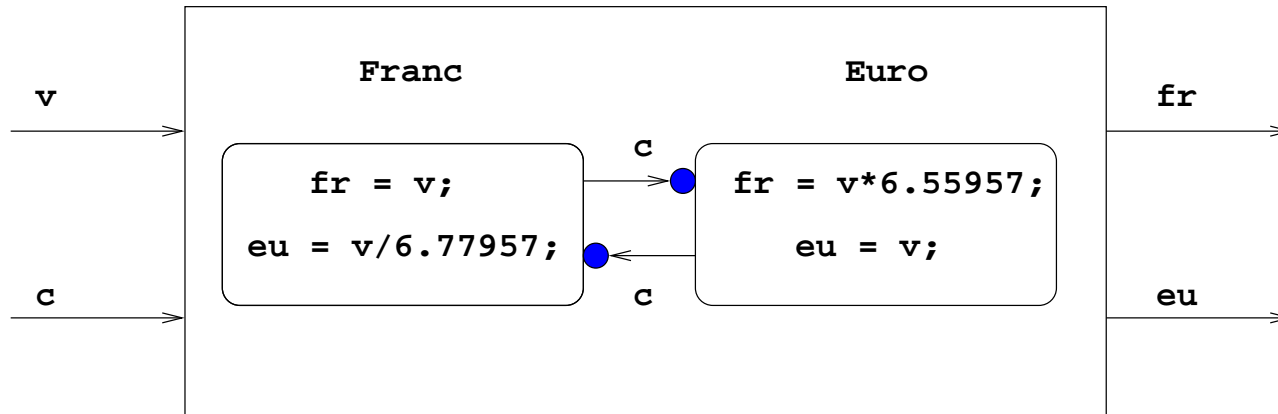 Franc
Euro
v
fr
c
fr = v;
fr = v*6.55957;
eu = v/6.77957;
eu = v;
c
c
eu